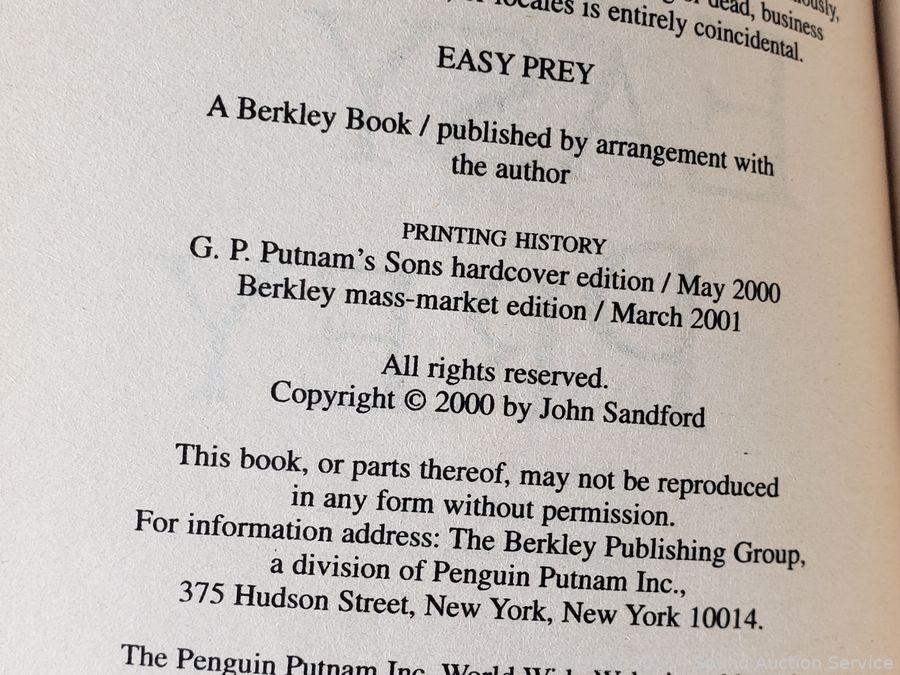 dead, business
locales is entirely coincidental.
EASY PREY
A Berkley Book / published by arrangement with
the author
PRINTING HISTORY
G. P. Putnam's Sons hardcover edition / May 2000
Berkley mass-market edition / March 2001
All rights reserved.
Copyright © 2000 by John Sandford
This book, or parts thereof, may not be reproduced
in any form without permission.
For information address: The Berkley Publishing Group,
a division of Penguin Putnam Inc.,
375 Hudson Street, New York, New York 10014.
The Penguin Putnam Inc. World Wide
Sound Auction Service